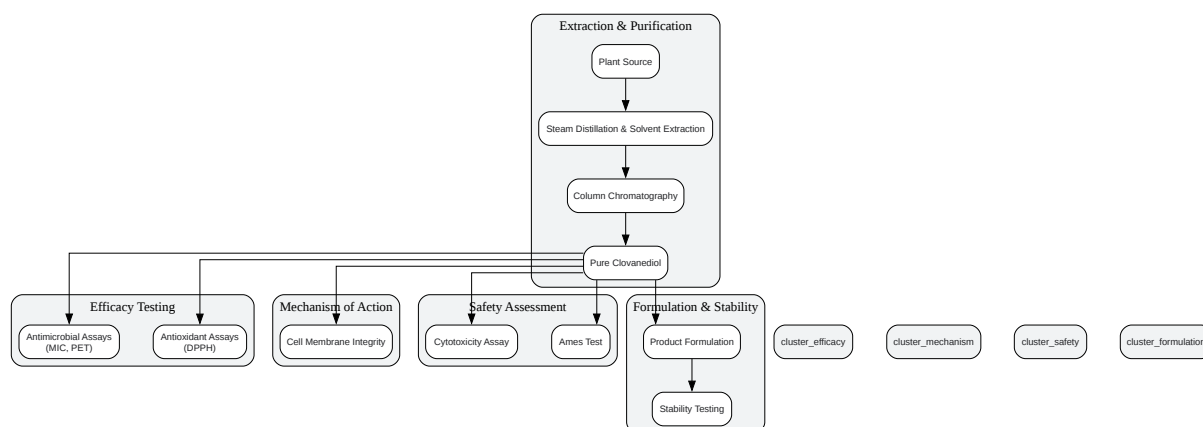 Extraction & Purification
Plant Source
Steam Distillation & Solvent Extraction
Column Chromatography
Pure Clovanediol
Efficacy Testing
Mechanism of Action
Safety Assessment
Formulation & Stability
Antimicrobial Assays
(MIC, PET)
Antioxidant Assays
(DPPH)
Cell Membrane Integrity
Cytotoxicity Assay
Ames Test
Product Formulation
cluster_efficacy
cluster_mechanism
cluster_safety
cluster_formulation
Stability Testing